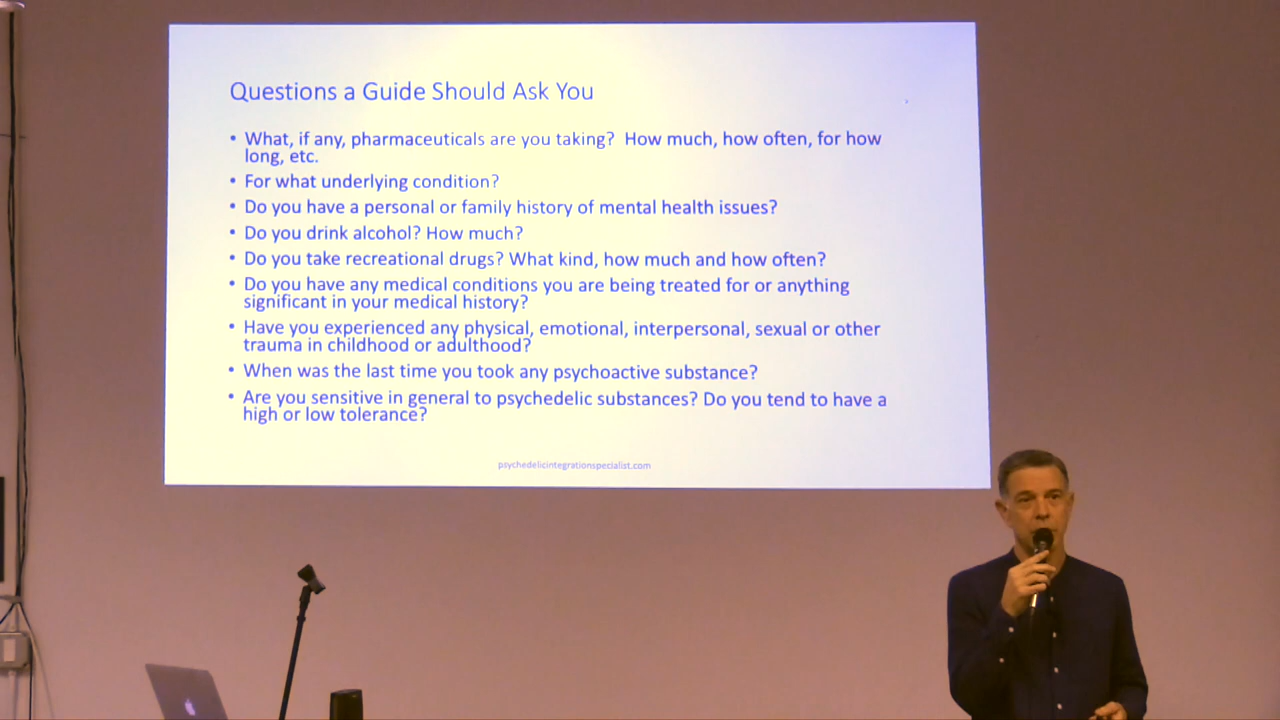 Questions a Guide Should Ask You
• What, if any, pharmaceuticals are you taking?  How much, how often, for how
long, etc.
• For what underlying condition?
• Do you have a personal or family history of mental health issues?
• Do you drink alcohol? How much?
• Do you take recreational drugs? What kind, how much and how often?
• Do you have any medical conditions you are being treated for or anything
significant in your medical history?
• Have you experienced any physical, emotional, interpersonal, sexual or other
trauma in childhood or adulthood?
• When was the last time you took any psychoactive substance?
• Are you sensitive in general to psychedelic substances? Do you tend to have a
high or low tolerance?
psychedelicintegrationspecialist.com